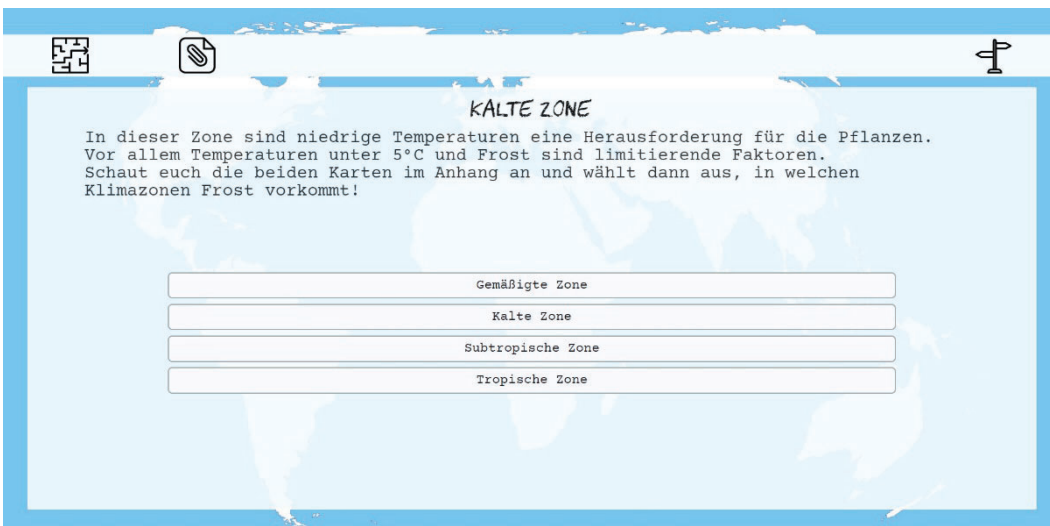 KALTE ZONE
In dieser Zone sind niedrige Temperaturen eine Herausforderung für die Pflanzen.
Vor allem Temperaturen unter 5°C und Frost sind limitierende Faktoren.
Schaut euch die beiden Karten im Anhang an und wählt dann aus, in welchen
Klimazonen Frost vorkommt!
Gemäßigte Zone
Kalte Zone
Subtropische Zone
Tropische Zone